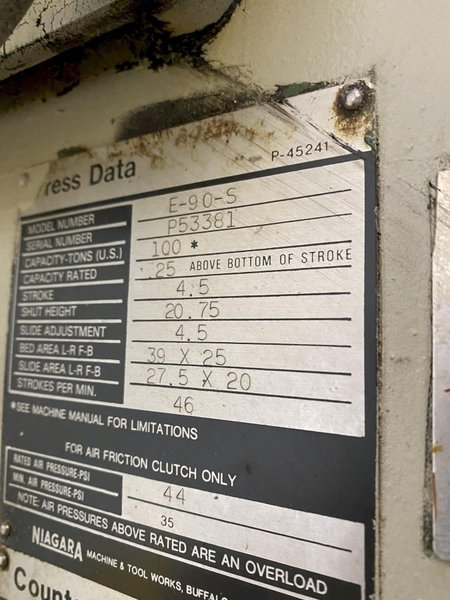 P-45241
ress Data
MODEL NUMBER E-90-S
SERIAL NUMBER P53381
CAPACITY-TONS (U.S.) 100 *
CAPACITY RATED .25 ABOVE BOTTOM OF STROKE
STROKE 4.5
SHUT HEIGHT 20.75
SLIDE ADJUSTMENT 4.5
BED AREA L-R F-B 39 X 25
SLIDE AREA L-R F-B 27.5 X 20
STROKES PER MIN. 46
*SEE MACHINE MANUAL FOR LIMITATIONS
FOR AIR FRICTION CLUTCH ONLY
RATED AIR PRESSURE-PSI 44
MIN. AIR PRESSURE-PSI 35
NOTE: AIR PRESSURES ABOVE RATED ARE AN OVERLOAD
NIAGARA MACHINE & TOOL WORKS, BUFFAL
Count